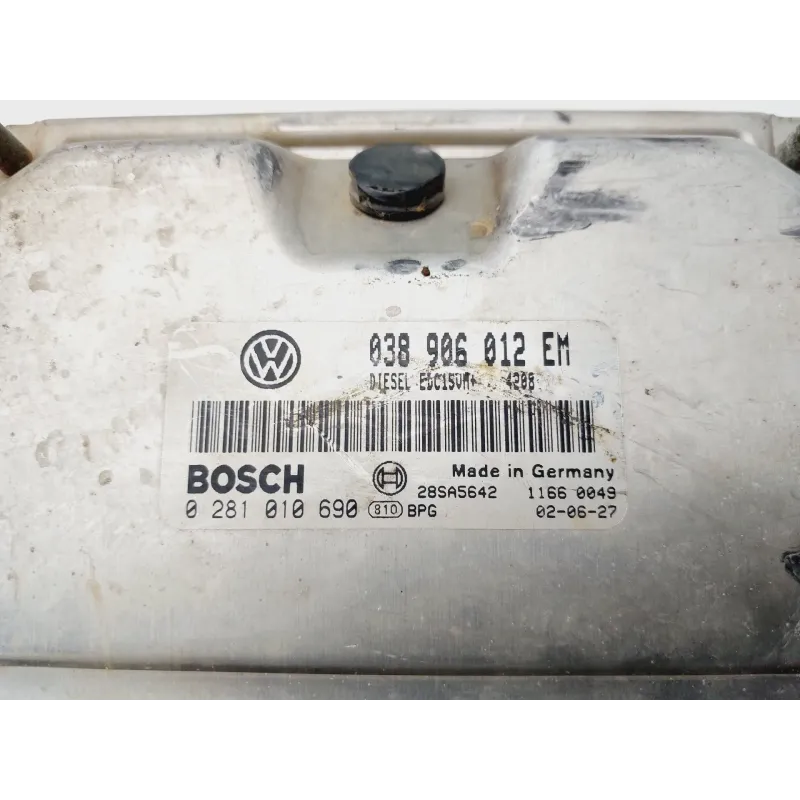 VW
038 906 012 EM
DIESEL EDC15VM+ 4208
BOSCH
Made in Germany
28SA5642 1166 0049
0 281 010 690 810 BPG 02-06-27